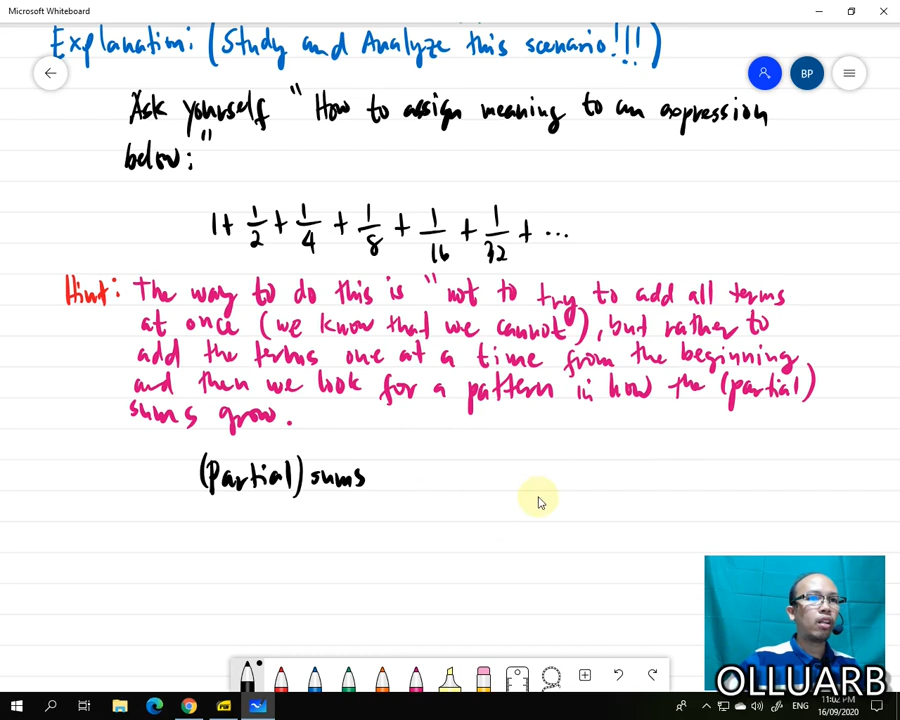 Microsoft Whiteboard
Explanation: (Study and Analyze this scenario!!!)
BP
Ask yourself "How to assign meaning to an expression
below:"
1 + 1/2 + 1/4 + 1/8 + 1/16 + 1/32 + ...
Hint: The way to do this is "not to try to add all terms
at once (we know that we cannot), but rather to
add the terms one at a time from the beginning
and then we look for a pattern in how the (partial)
sums grow.
(Partial) sums
OLLUARB
11:02 PM
ENG
16/09/2020